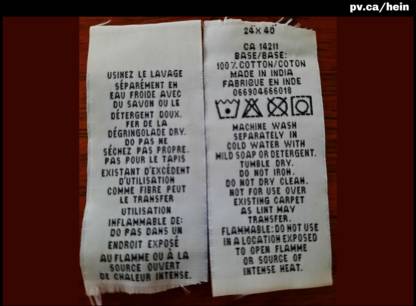 pv.ca/hein
USINEZ LE LAVAGE
SÉPARÉMENT EN
EAU FROIDE AVEC
DU SAVON OU LE
DÉTERGENT DOUX.
FER DE LA
DÉGRINGOLADE DRY.
DO PAS NE
SÉCHEZ PAS PROPRE.
PAS POUR LE TAPIS
EXISTANT D'EXCÉDENT
D'UTILISATION
COMME FIBRE PEUT
LE TRANSFER
UTILISATION
INFLAMMABLE DE:
DO PAS DANS UN
ENDROIT EXPOSÉ
AU FLAMME OU À LA
SOURCE OUVERT
DE CHALEUR INTENSE.
24 X 40
CA 14211
BASE/BASE:
100% COTTON/COTON
MADE IN INDIA
FABRIQUE EN INDE
066904666018
MACHINE WASH
SEPARATELY IN
COLD WATER WITH
MILD SOAP OR DETERGENT.
TUMBLE DRY.
DO NOT IRON.
DO NOT DRY CLEAN.
NOT FOR USE OVER
EXISTING CARPET
AS LINT MAY
TRANSFER.
FLAMMABLE: DO NOT USE
IN A LOCATION EXPOSED
TO OPEN FLAME
OR SOURCE OF
INTENSE HEAT.